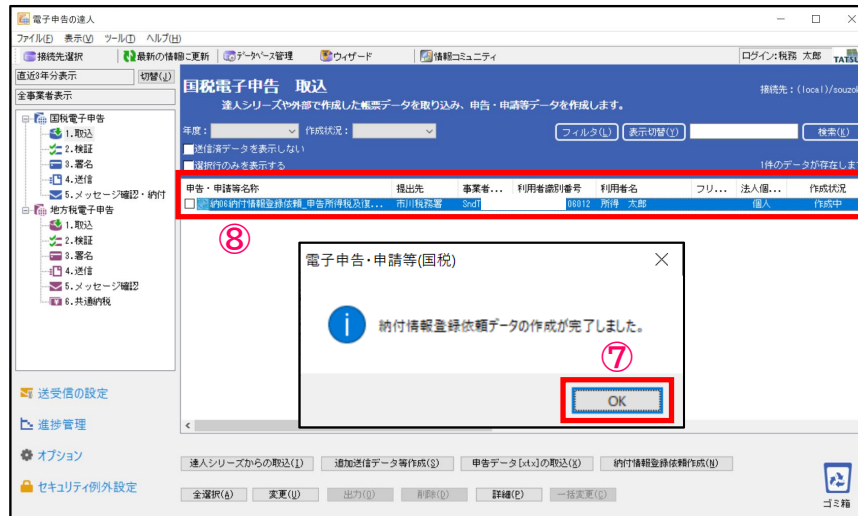 電子申告の達人
ファイル(F) 表示(V) ツール(T) ヘルプ(H)
接続先選択 最新の情報に更新 データベース管理 ウィザード 情報コミュニティ ログイン:税務 太郎
直近3年分表示 切替(J)
全事業者表示
国税電子申告
1.取込
2.検証
3.署名
4.送信
5.メッセージ確認・納付
地方税電子申告
1.取込
2.検証
3.署名
4.送信
5.メッセージ確認
6.共通納税
送受信の設定
進捗管理
オプション
セキュリティ例外設定
国税電子申告 取込
接続先:(local)/souzok
達人シリーズや外部で作成した帳票データを取り込み、申告・申請等データを作成します。
年度: 作成状況: フィルタ(L) 表示切替(Y) 検索(K)
送信済データを表示しない
選択行のみを表示する 1件のデータが存在しま
申告・申請等名称 提出先 事業者... 利用者識別番号 利用者名 フリ... 法人個... 作成状況
納06納付情報登録依頼_申告所得税及復... 市川税務署 SndT 06012 所得 太郎 個人 作成中
⑧
電子申告・申請等(国税)
納付情報登録依頼データの作成が完了しました。
⑦
OK
達人シリーズからの取込(I) 追加送信データ等作成(S) 申告データ[xtx]の取込(X) 納付情報登録依頼作成(N)
全選択(A) 変更(U) 出力(O) 削除(D) 詳細(P) 一括変更(C)
ゴミ箱